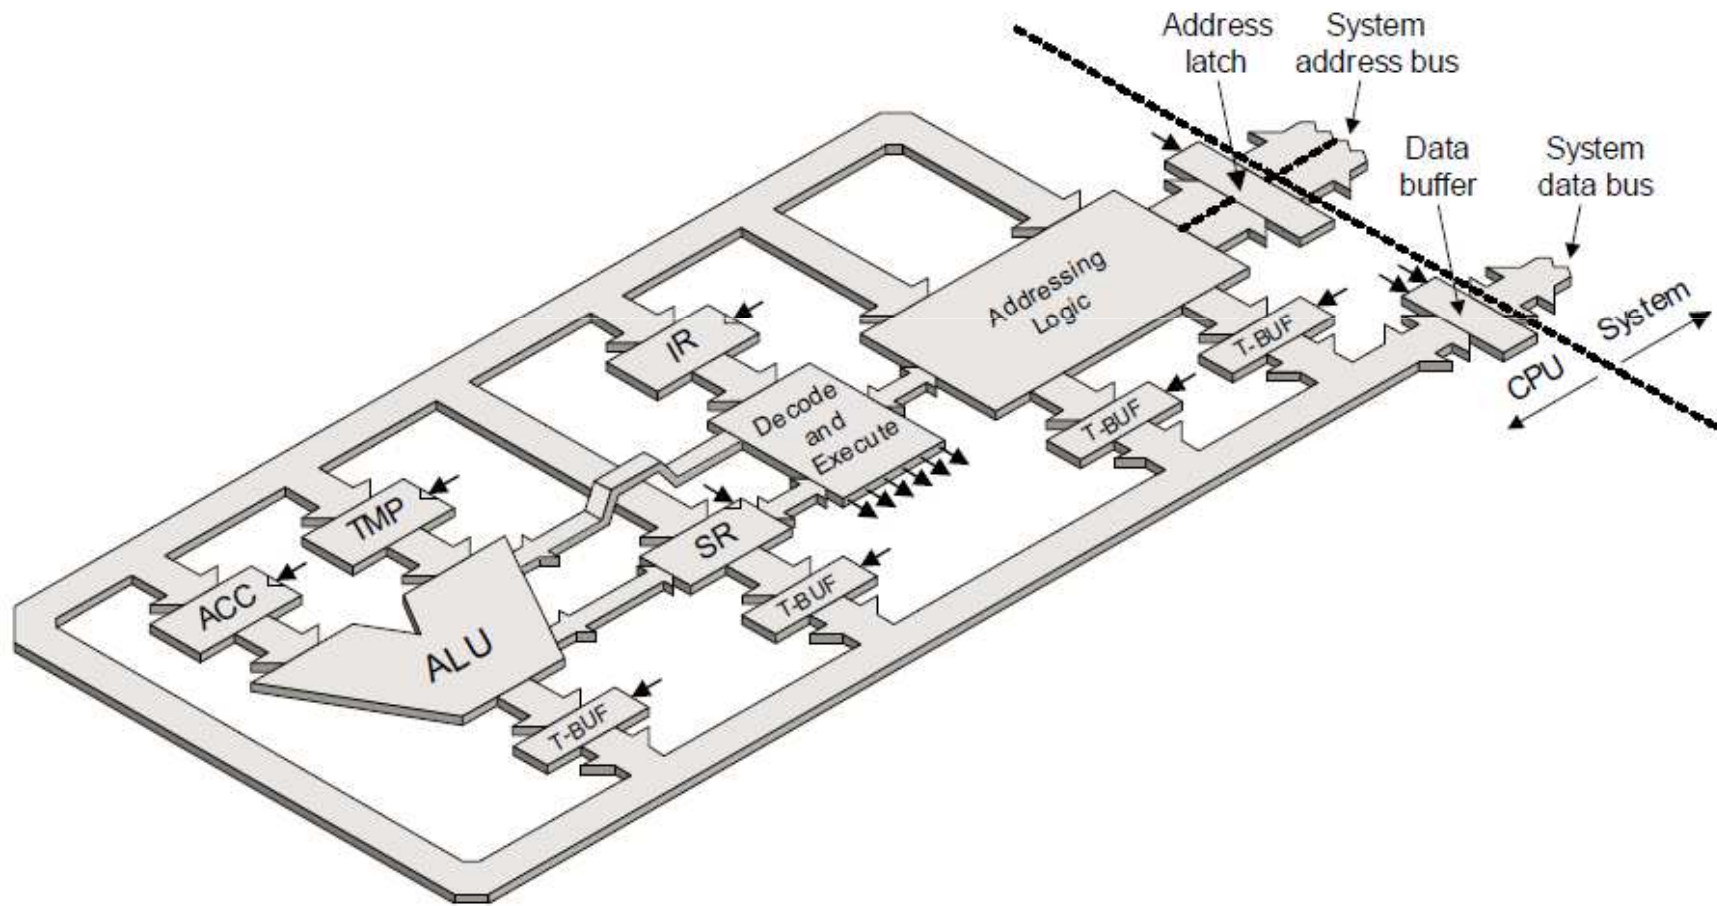 Address
latch
System
address bus
Data
buffer
System
data bus
System
CPU
Addressing
Logic
T-BUF
T-BUF
IR
Decode
and
Execute
TMP
SR
T-BUF
ACC
ALU
T-BUF